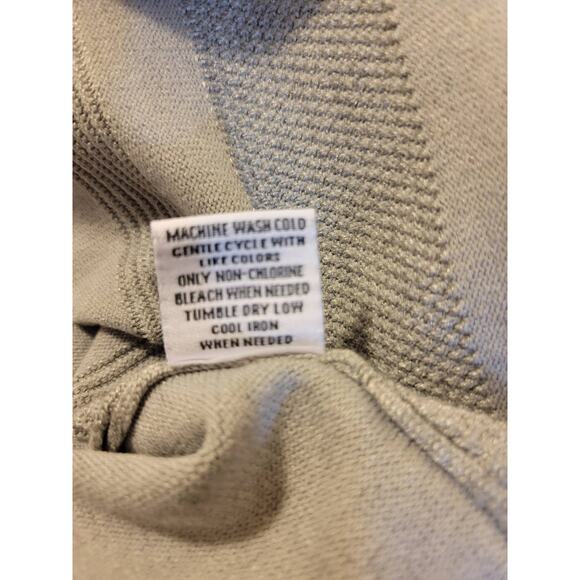 MACHINE WASH COLD
GENTLE CYCLE WITH
LIKE COLORS
ONLY NON-CHLORINE
BLEACH WHEN NEEDED
TUMBLE DRY LOW
COOL IRON
WHEN NEEDED